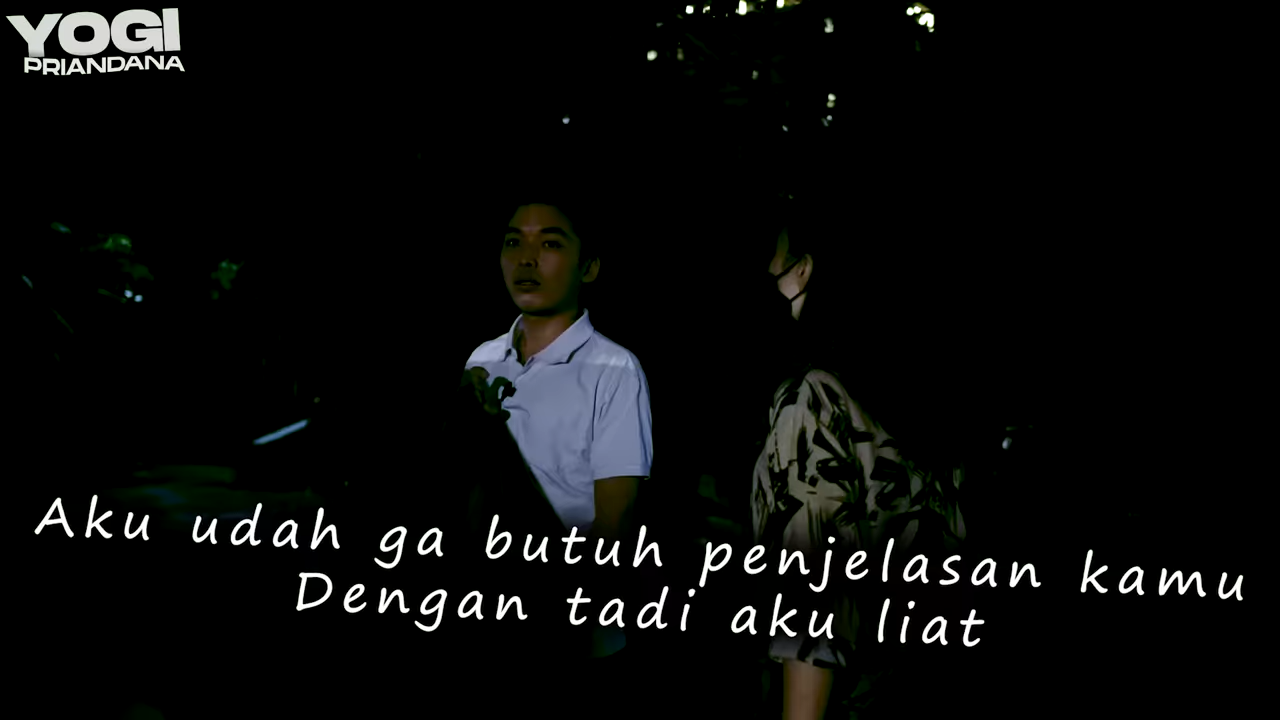 YOGI
PRIANDANA
Aku udah ga butuh penjelasan kamu
Dengan tadi aku liat